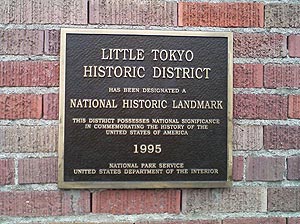 LITTLE TOKYO
HISTORIC DISTRICT
HAS BEEN DESIGNATED A
NATIONAL HISTORIC LANDMARK
THIS DISTRICT POSSESSES NATIONAL SIGNIFICANCE
IN COMMEMORATING THE HISTORY OF THE
UNITED STATES OF AMERICA
1995
NATIONAL PARK SERVICE
UNITED STATES DEPARTMENT OF THE INTERIOR